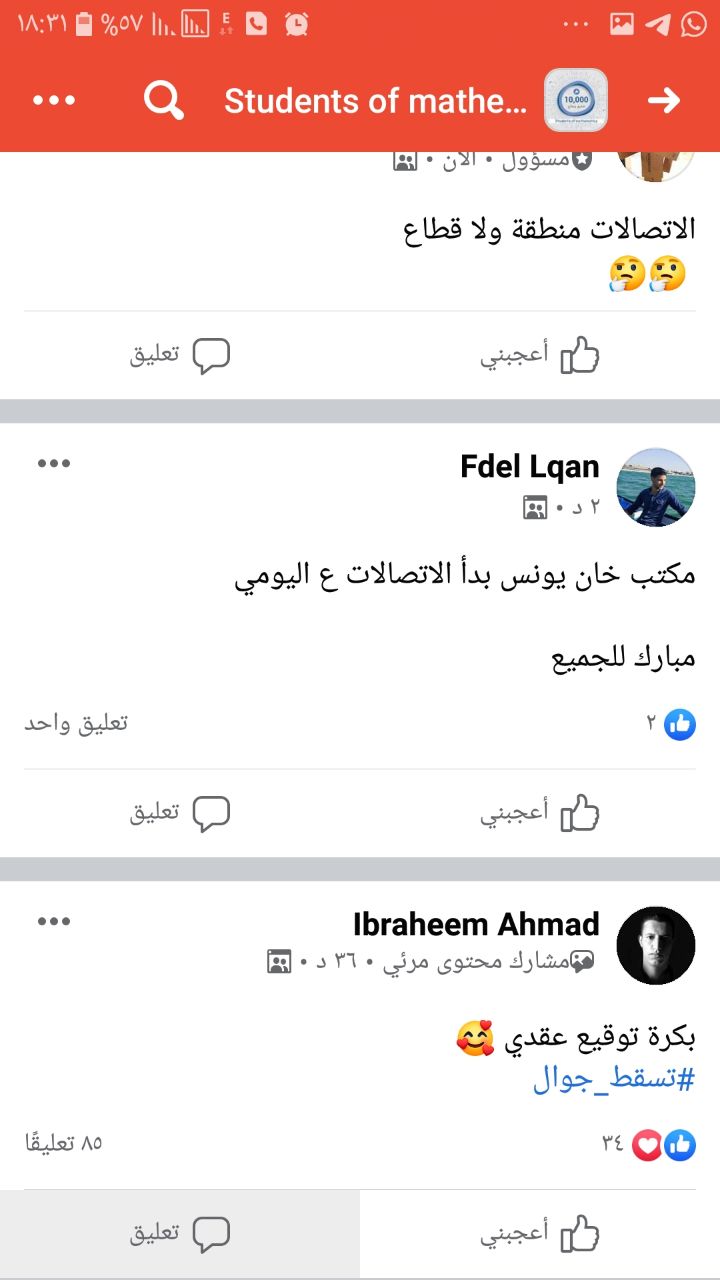 ١٨:٣١ %٥٧ E
Students of mathe...
10,000
مسؤول • الآن •
الاتصالات منطقة ولا قطاع
🤔🤔
أعجبني تعليق
Fdel Lqan
٢ د •
مكتب خان يونس بدأ الاتصالات ع اليومي
مبارك للجميع
٢ تعليق واحد
أعجبني تعليق
Ibraheem Ahmad
مشارك محتوى مرئي • ٣٦ د •
بكرة توقيع عقدي 🥰
#تسقط_جوال
٣٤ ٨٥ تعليقًا
أعجبني تعليق